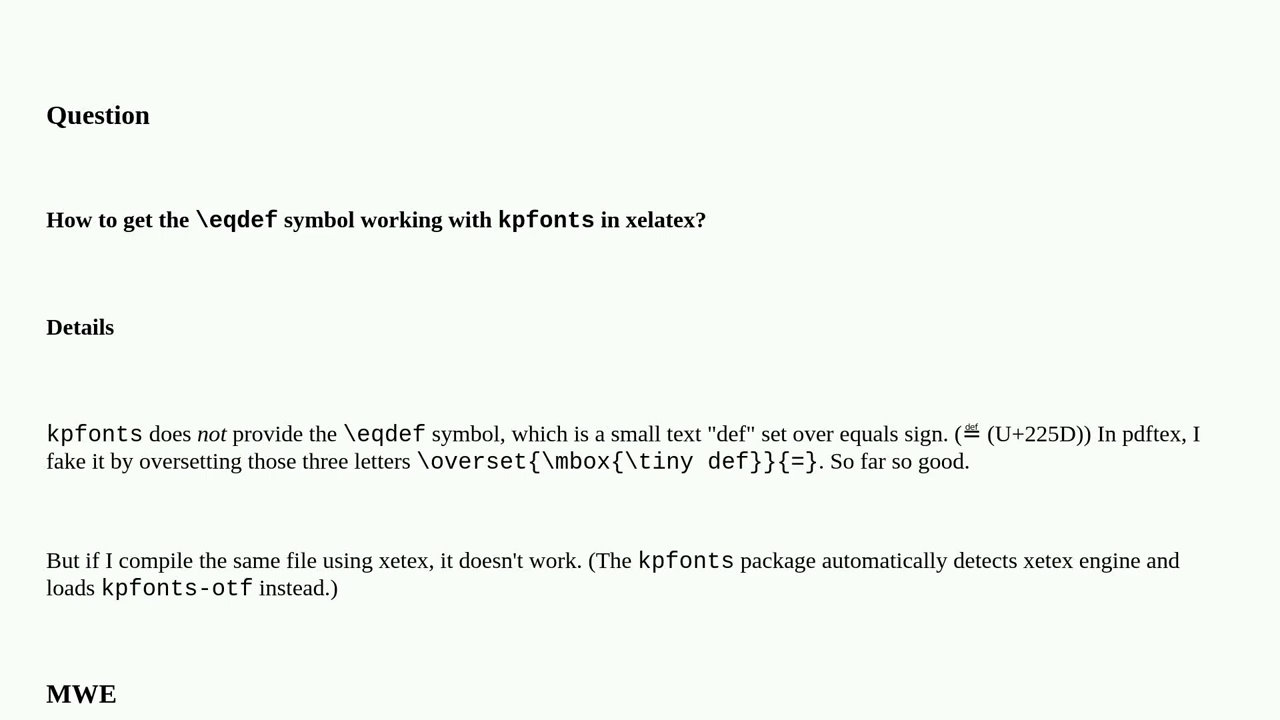 Question
How to get the \eqdef symbol working with kpfonts in xelatex?
Details
kpfonts does not provide the \eqdef symbol, which is a small text "def" set over equals sign. (≝ (U+225D)) In pdftex, I
fake it by oversetting those three letters \overset{\mbox{\tiny def}}{=}. So far so good.
But if I compile the same file using xetex, it doesn't work. (The kpfonts package automatically detects xetex engine and
loads kpfonts-otf instead.)
MWE